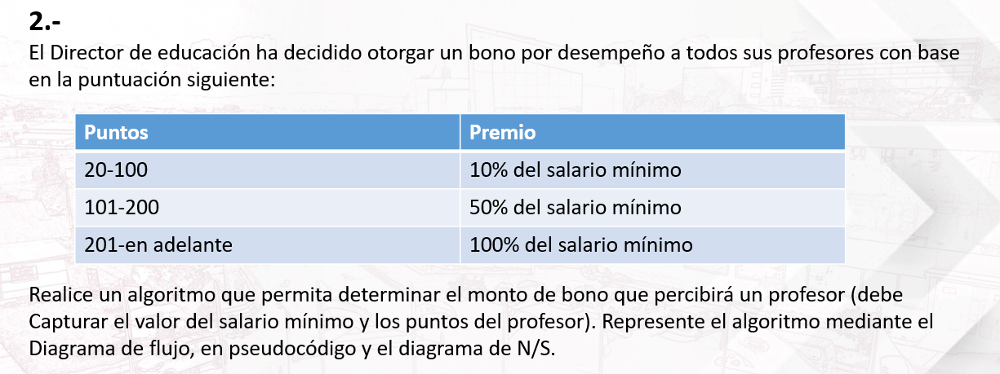 2.-
El Director de educación ha decidido otorgar un bono por desempeño a todos sus profesores con base
en la puntuación siguiente:
Puntos Premio
20-100 10% del salario mínimo
101-200 50% del salario mínimo
201-en adelante 100% del salario mínimo
Realice un algoritmo que permita determinar el monto de bono que percibirá un profesor (debe
Capturar el valor del salario mínimo y los puntos del profesor). Represente el algoritmo mediante el
Diagrama de flujo, en pseudocódigo y el diagrama de N/S.